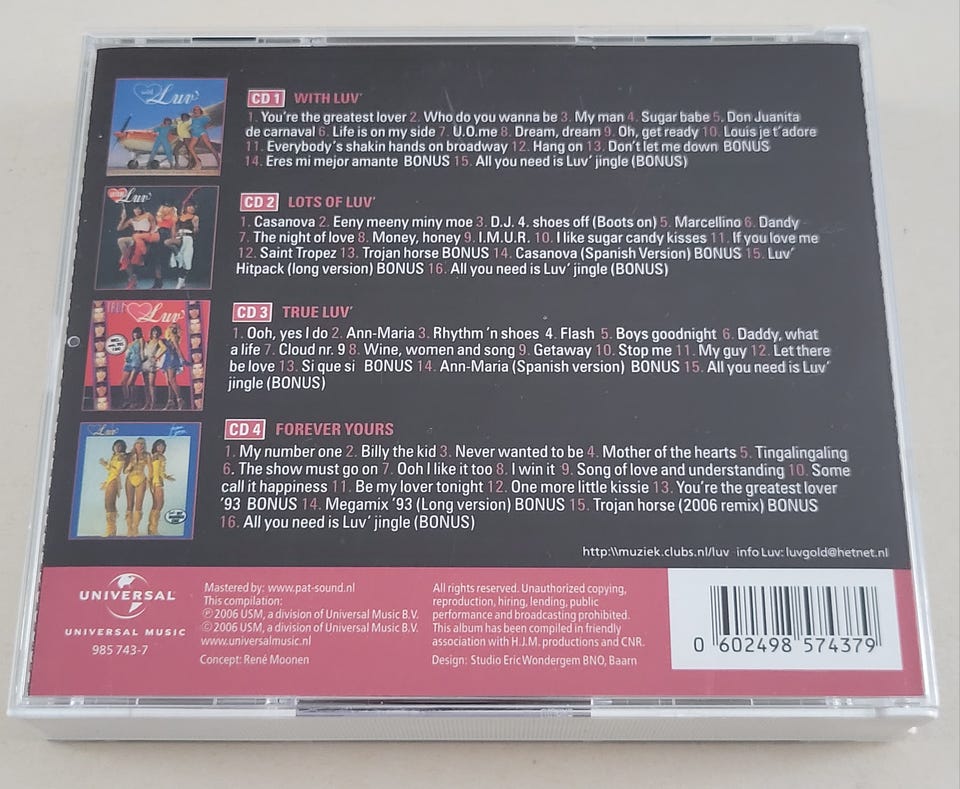 CD 1 WITH LUV'
1. You're the greatest lover 2. Who do you wanna be 3. My man 4. Sugar babe 5. Don Juanita
de carnaval 6. Life is on my side 7. U.O.me 8. Dream, dream 9. Oh, get ready 10. Louis je t'adore
11. Everybody's shakin hands on broadway 12. Hang on 13. Don't let me down BONUS
14. Eres mi mejor amante BONUS 15. All you need is Luv' jingle (BONUS)
Luv'
CD 2 LOTS OF LUV'
1. Casanova 2. Eeny meeny miny moe 3. D.J. 4. shoes off (Boots on) 5. Marcellino 6. Dandy
7. The night of love 8. Money, honey 9. I.M.U.R. 10. I like sugar candy kisses 11. If you love me
12. Saint Tropez 13. Trojan horse BONUS 14. Casanova (Spanish Version) BONUS 15. Luv'
Hitpack (long version) BONUS 16. All you need is Luv' jingle (BONUS)
Luv'
CD 3 TRUE LUV'
1. Ooh, yes I do 2. Ann-Maria 3. Rhythm 'n shoes 4. Flash 5. Boys goodnight 6. Daddy, what
a life 7. Cloud nr. 9 8. Wine, women and song 9. Getaway 10. Stop me 11. My guy 12. Let there
be love 13. Si que si BONUS 14. Ann-Maria (Spanish version) BONUS 15. All you need is Luv'
jingle (BONUS)
TRUE Luv'
CD 4 FOREVER YOURS
1. My number one 2. Billy the kid 3. Never wanted to be 4. Mother of the hearts 5. Tingalingaling
6. The show must go on 7. Ooh I like it too 8. I win it 9. Song of love and understanding 10. Some
call it happiness 11. Be my lover tonight 12. One more little kissie 13. You're the greatest lover
'93 BONUS 14. Megamix '93 (Long version) BONUS 15. Trojan horse (2006 remix) BONUS
16. All you need is Luv' jingle (BONUS)
Luv'
http:\\muziek.clubs.nl/luv info Luv: luvgold@hetnet.nl
UNIVERSAL
UNIVERSAL MUSIC
985 743-7
Mastered by: www.pat-sound.nl
This compilation:
℗ 2006 USM, a division of Universal Music B.V.
© 2006 USM, a division of Universal Music B.V.
www.universalmusic.nl
Concept: René Moonen
All rights reserved. Unauthorized copying,
reproduction, hiring, lending, public
performance and broadcasting prohibited.
This album has been compiled in friendly
association with H.J.M. productions and CNR.
Design: Studio Eric Wondergem BNO, Baarn
0 602498 574379